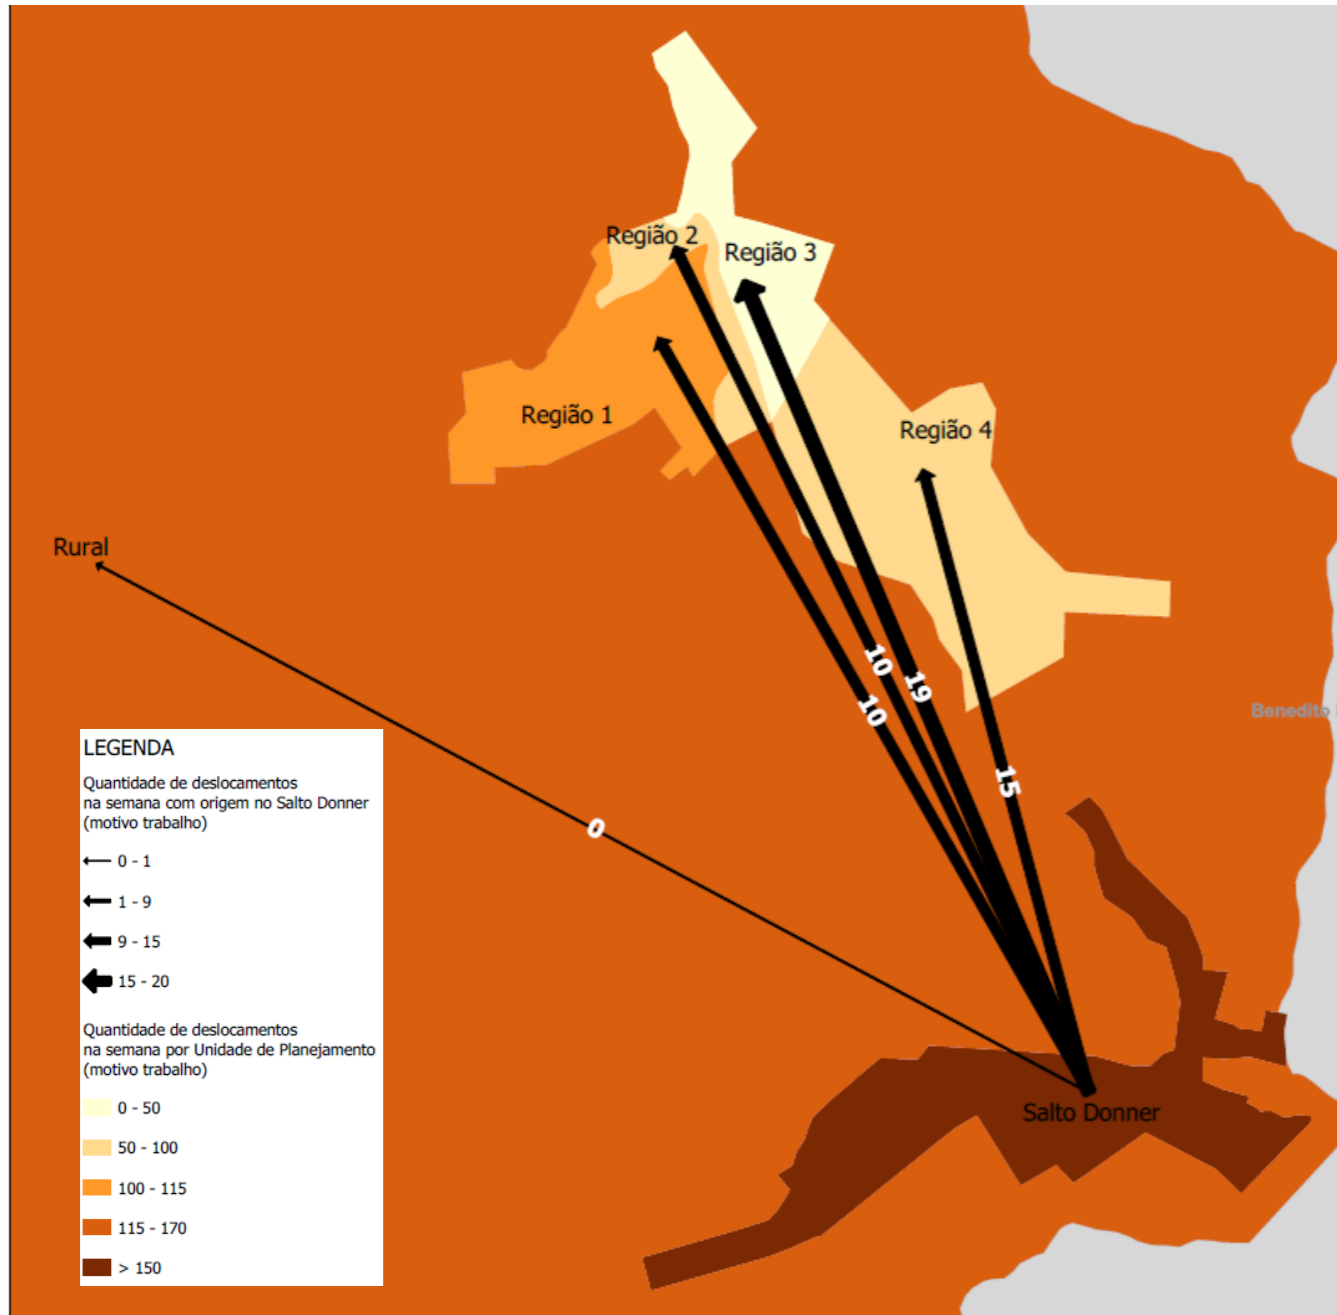 Região 2
Região 3
Região 1
Região 4
Rural
10
19
10
15
0
Benedito
Salto Donner
LEGENDA
Quantidade de deslocamentos
na semana com origem no Salto Donner
(motivo trabalho)
0 - 1
1 - 9
9 - 15
15 - 20
Quantidade de deslocamentos
na semana por Unidade de Planejamento
(motivo trabalho)
0 - 50
50 - 100
100 - 115
115 - 170
> 150